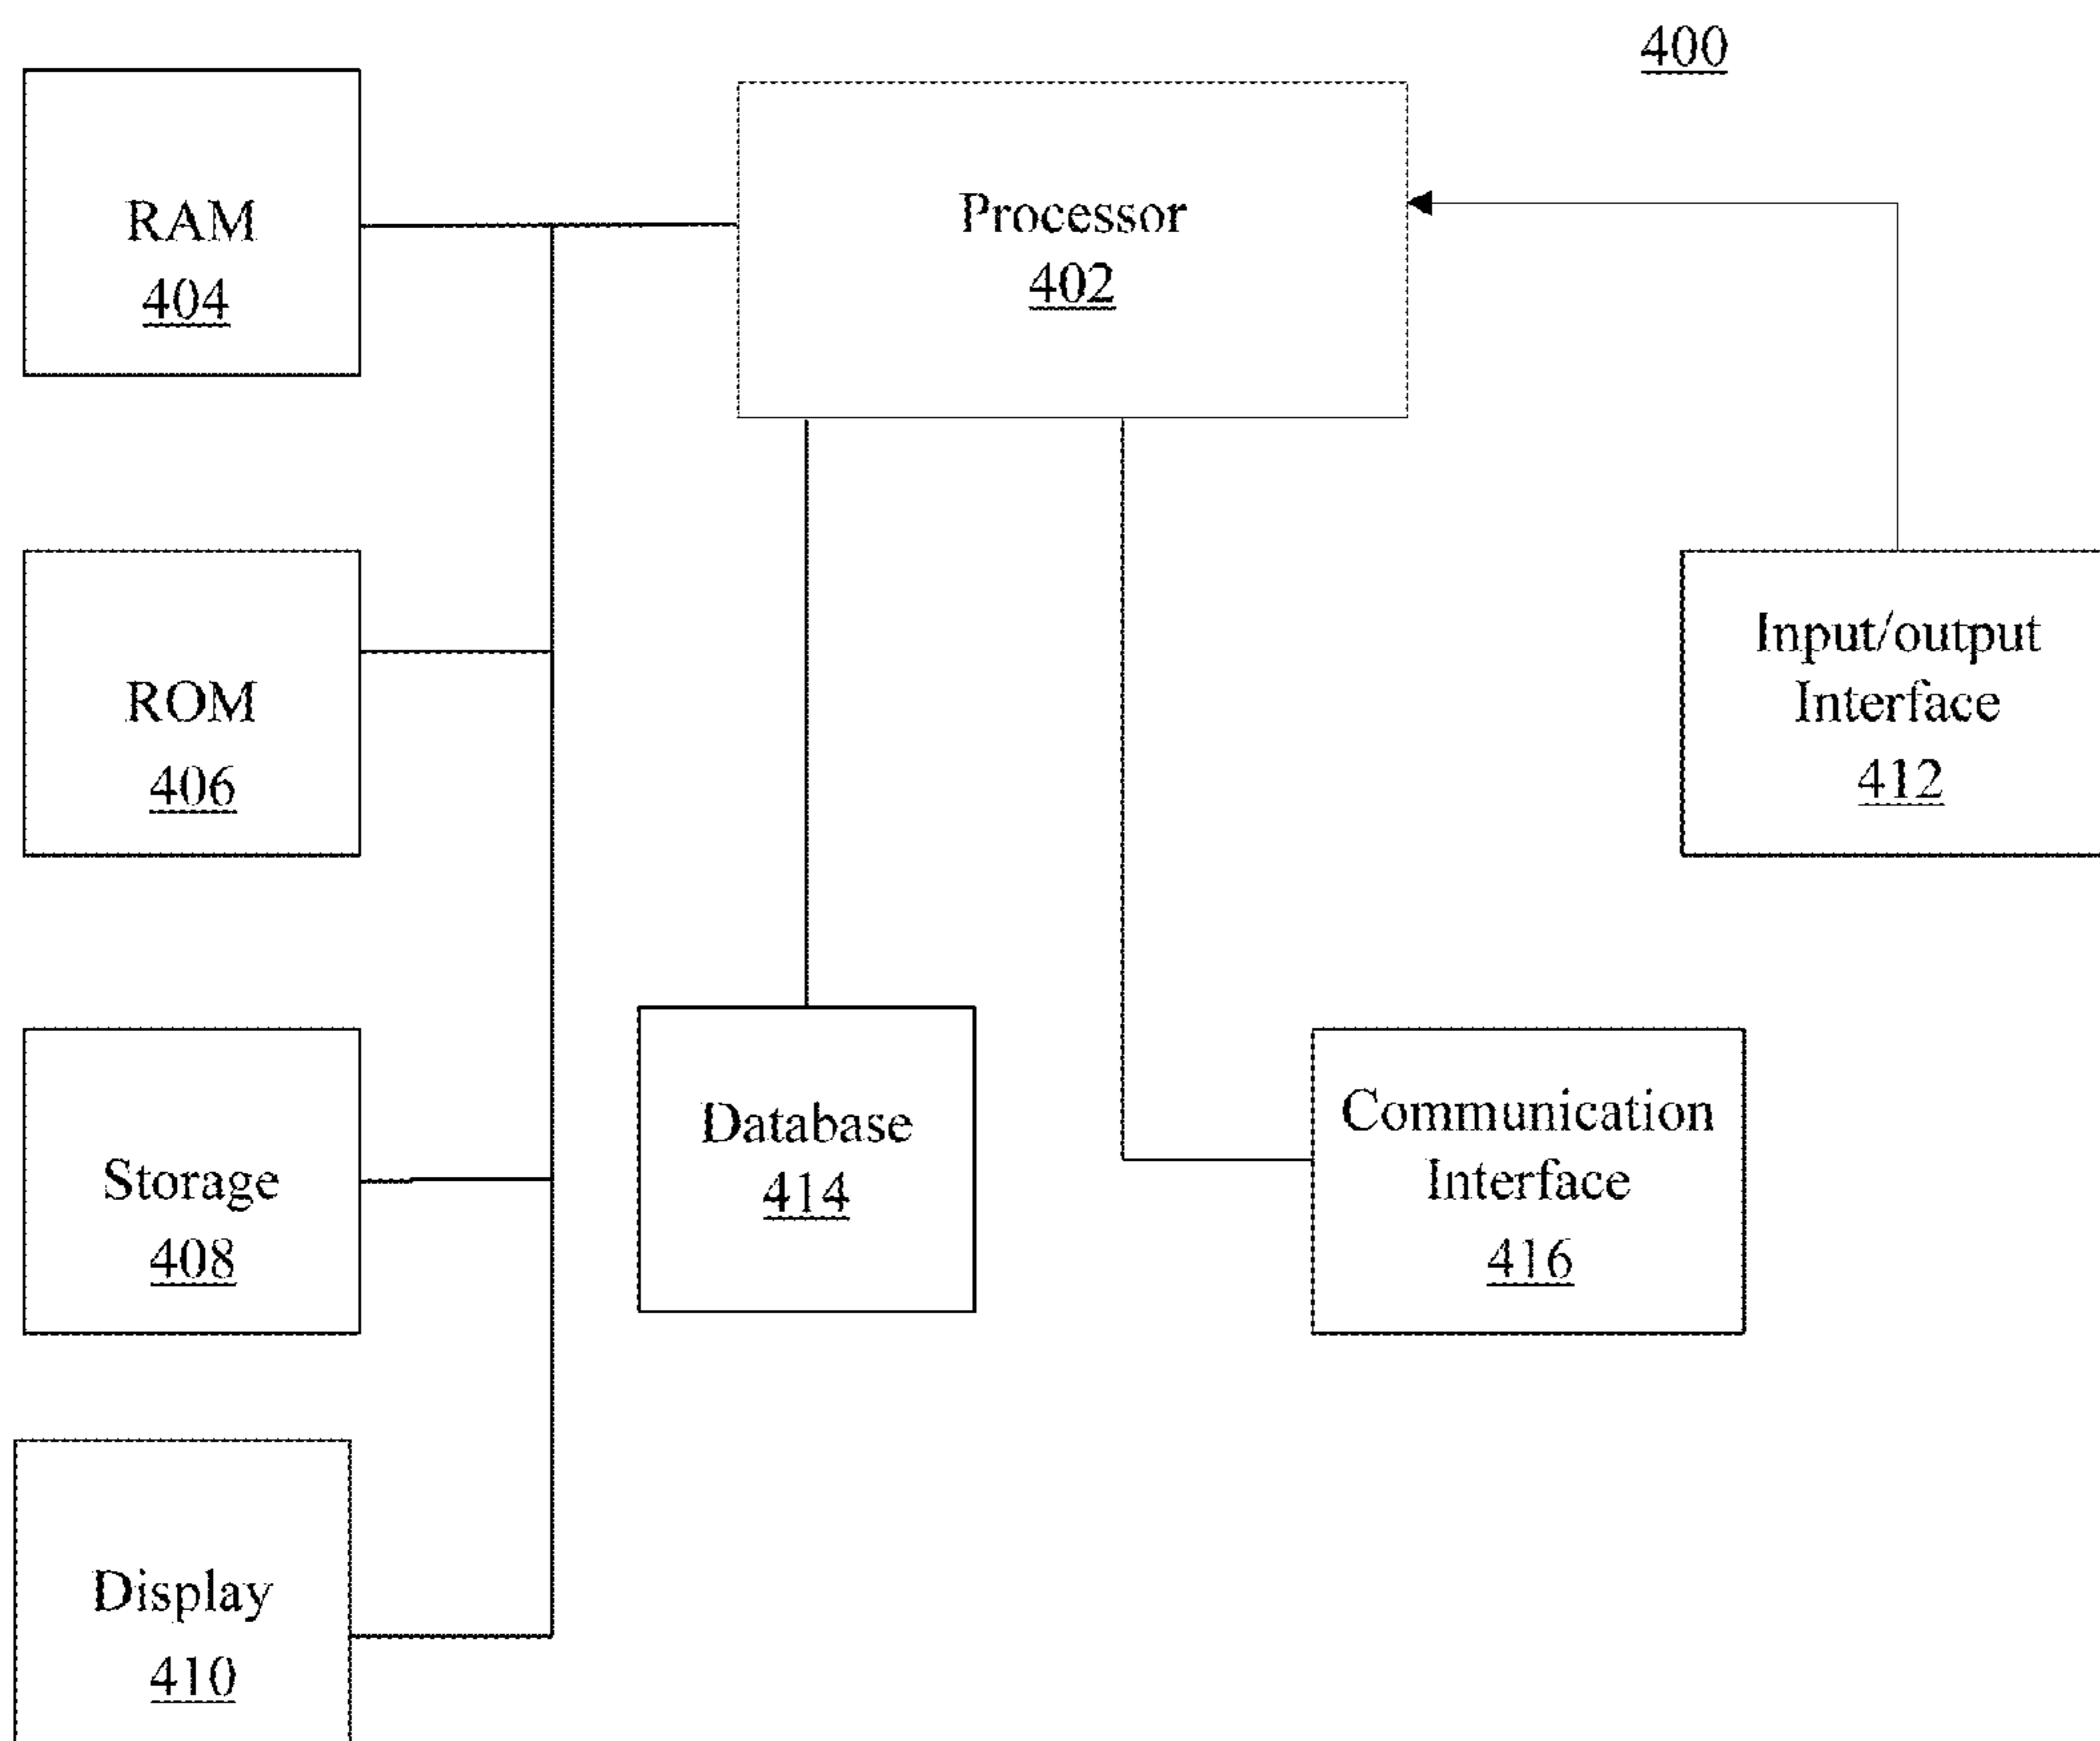 400
RAM
404
Processor
402
ROM
406
Input/output
Interface
412
Storage
408
Database
414
Communication
Interface
416
Display
410